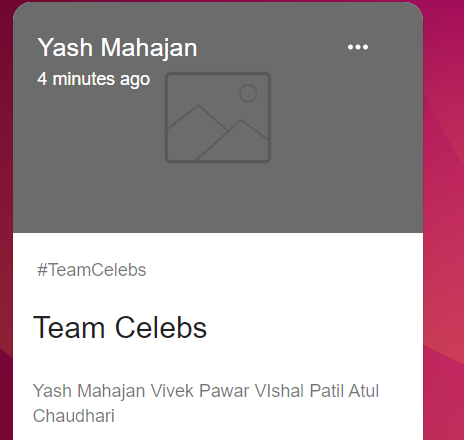 Yash Mahajan
4 minutes ago
#TeamCelebs
Team Celebs
Yash Mahajan Vivek Pawar VIshal Patil Atul
Chaudhari